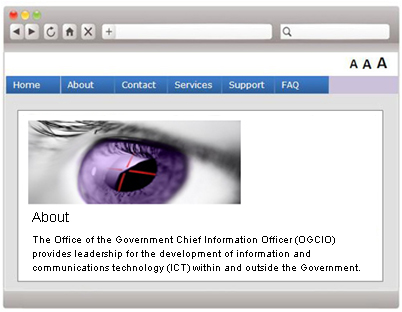 A A A
Home About Contact Services Support FAQ
About
The Office of the Government Chief Information Officer (OGCIO)
provides leadership for the development of information and
communications technology (ICT) within and outside the Government.